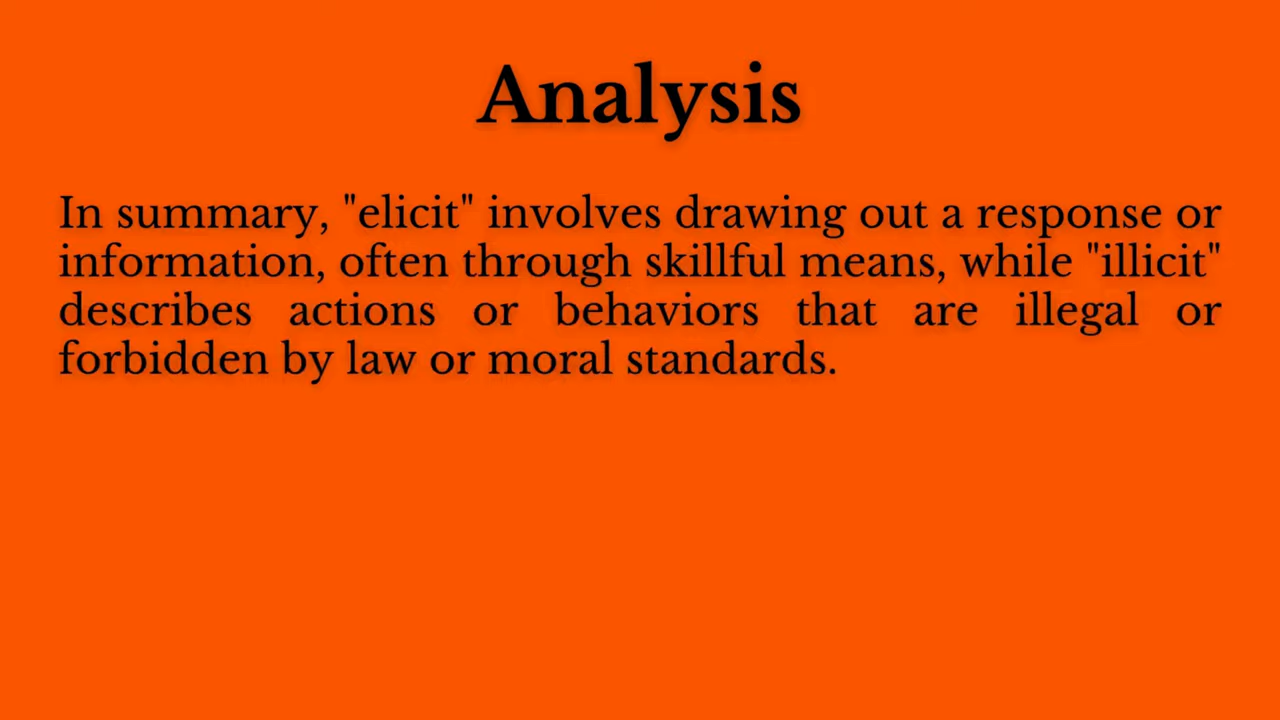 Analysis
In summary, "elicit" involves drawing out a response or
information, often through skillful means, while "illicit"
describes actions or behaviors that are illegal or
forbidden by law or moral standards.